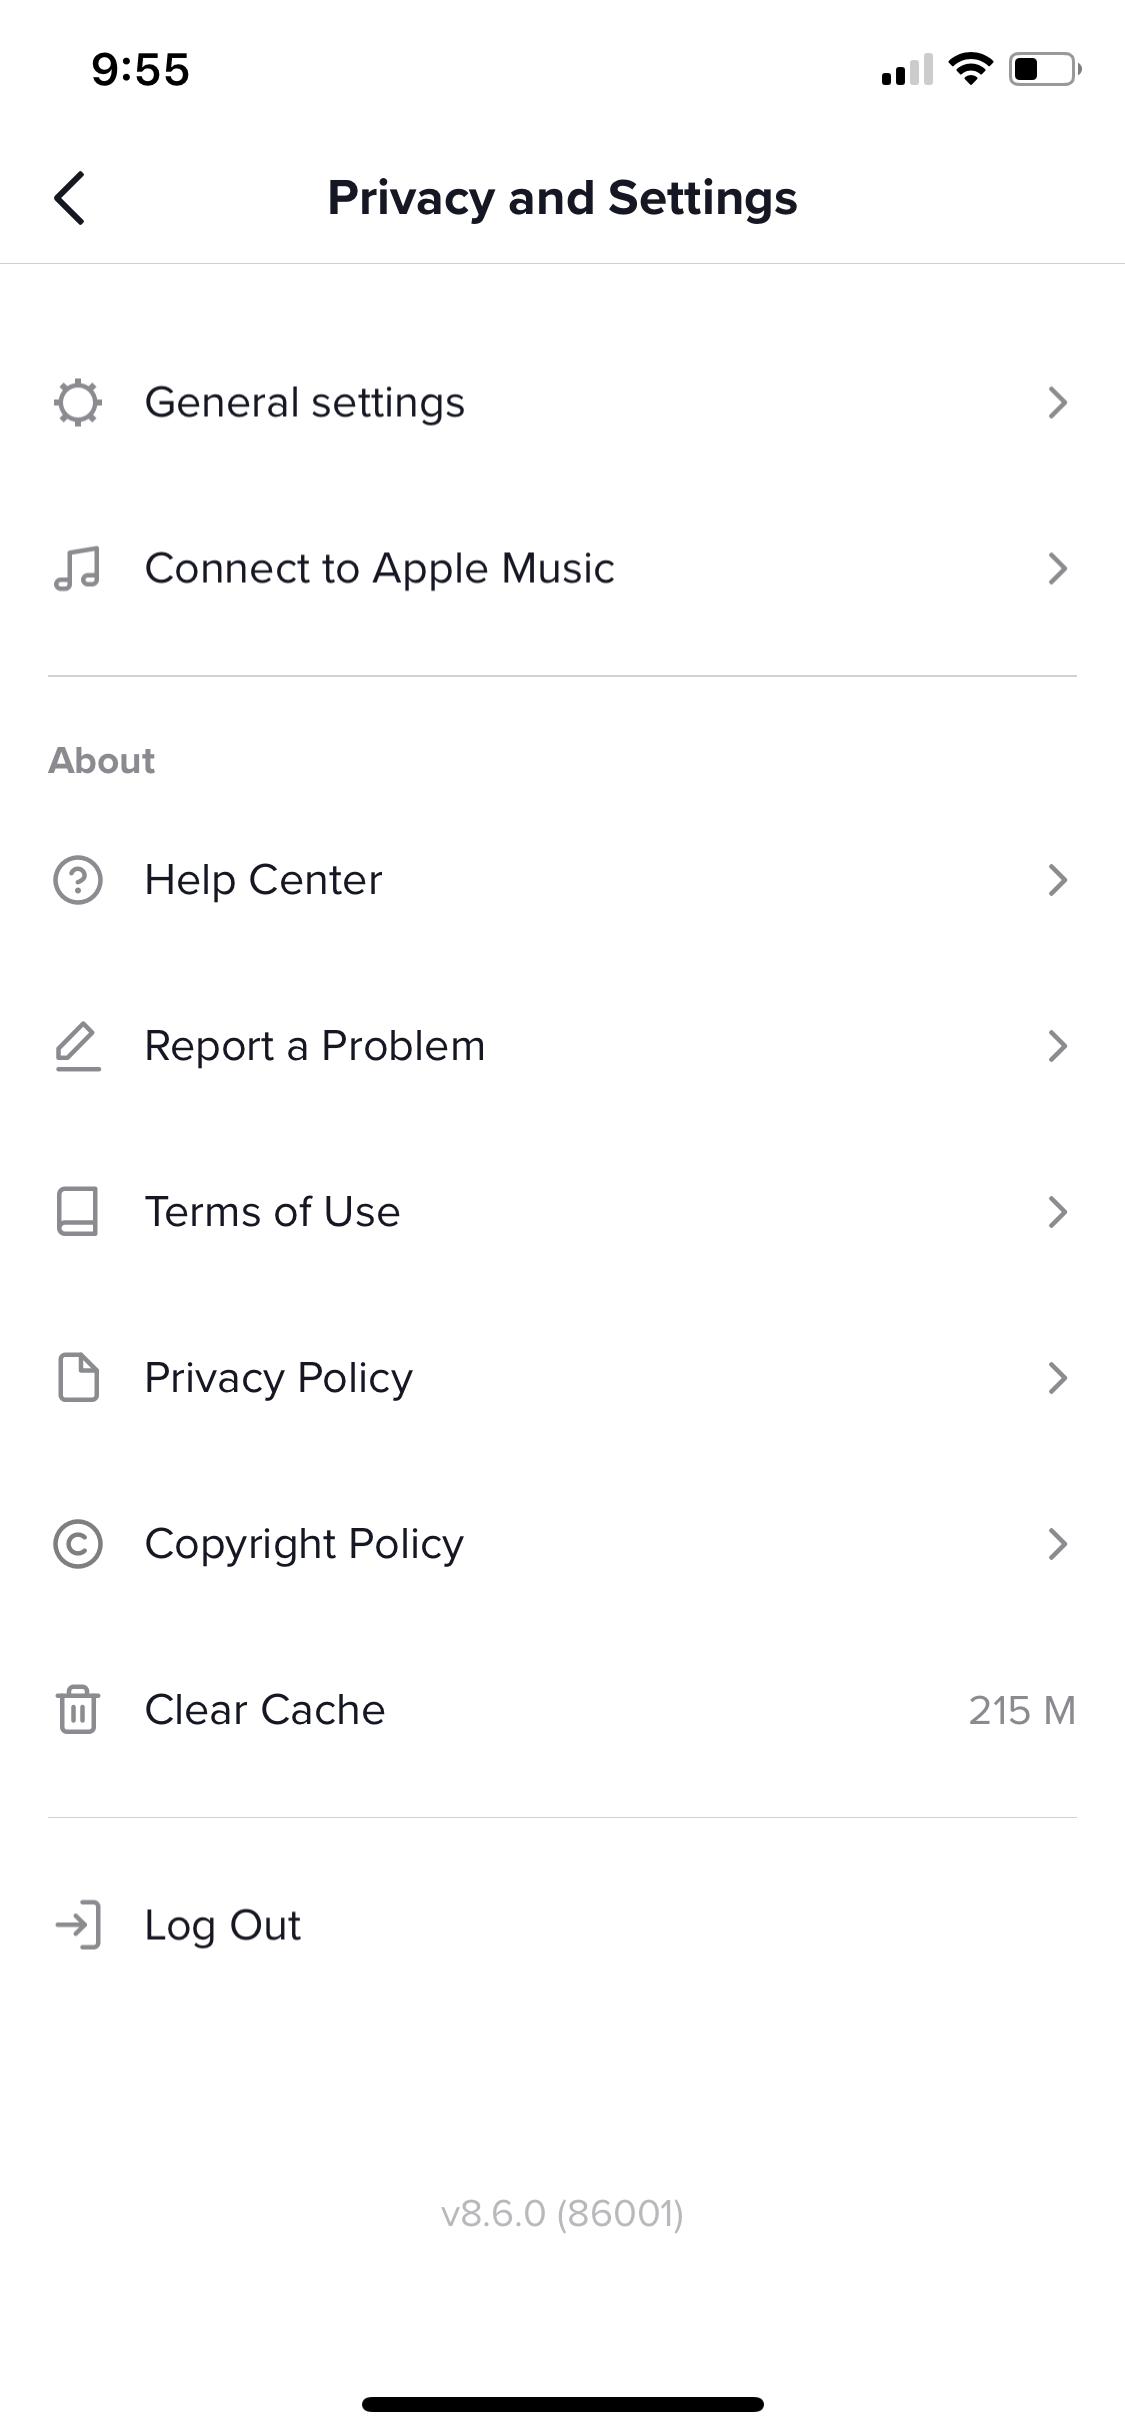 9:55
Privacy and Settings
General settings
Connect to Apple Music
About
Help Center
Report a Problem
Terms of Use
Privacy Policy
Copyright Policy
Clear Cache 215 M
Log Out
v8.6.0 (86001)